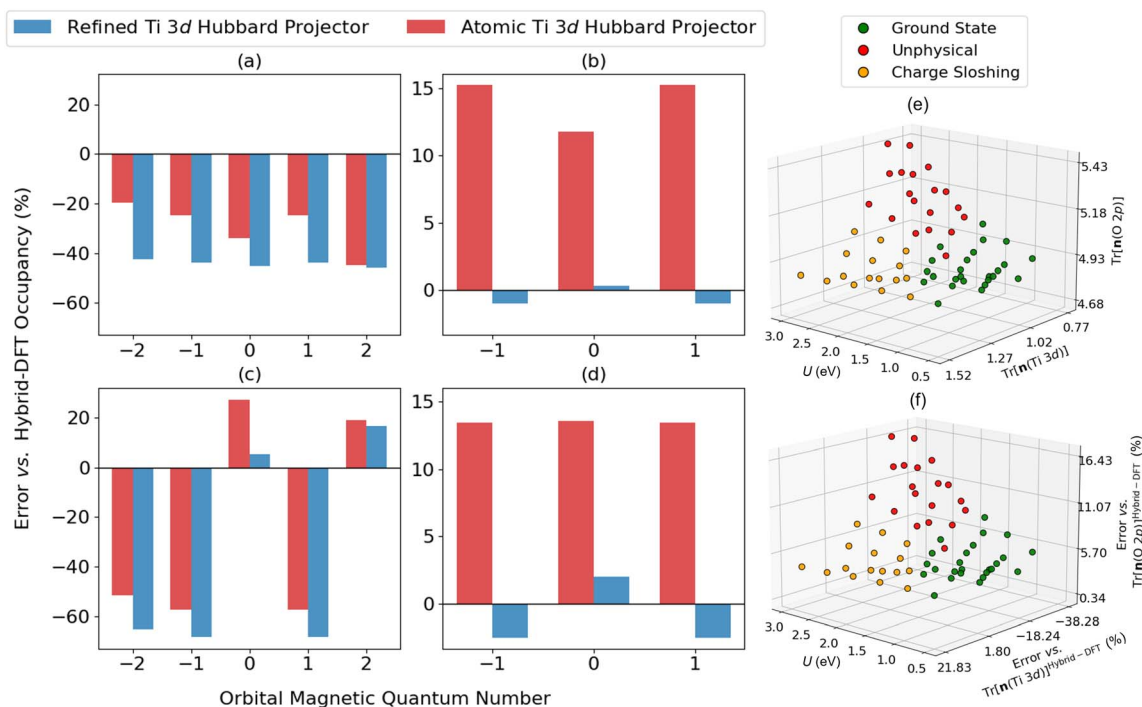 Refined Ti 3d Hubbard Projector
Atomic Ti 3d Hubbard Projector
Ground State
Unphysical
Charge Sloshing
Error vs. Hybrid-DFT Occupancy (%)
(a)
20
0
−20
−40
−60
−2 −1 0 1 2
(b)
15
10
5
0
−1 0 1
(c)
20
0
−20
−40
−60
−2 −1 0 1 2
(d)
15
10
5
0
−1 0 1
Orbital Magnetic Quantum Number
(e)
5.43
5.18
4.93
4.68
Tr[n(O 2p)]
3.0 2.5 2.0 1.5 1.0 0.5
U (eV)
1.52 1.27 1.02 0.77
Tr[n(Ti 3d)]
(f)
16.43
11.07
5.70
0.34
Error vs.
Tr[n(O 2p)]Hybrid−DFT (%)
3.0 2.5 2.0 1.5 1.0 0.5
U (eV)
21.83 1.80 −18.24 −38.28
Error vs.
Tr[n(Ti 3d)]Hybrid−DFT (%)